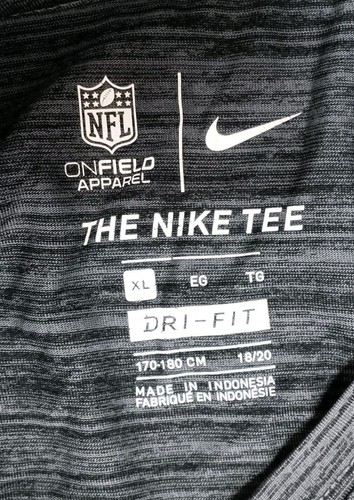 NFL
ONFIELD
APPAREL
THE NIKE TEE
XL EG TG
DRI-FIT
170-180 CM 18/20
MADE IN INDONESIA
FABRIQUÉ EN INDONÉSIE